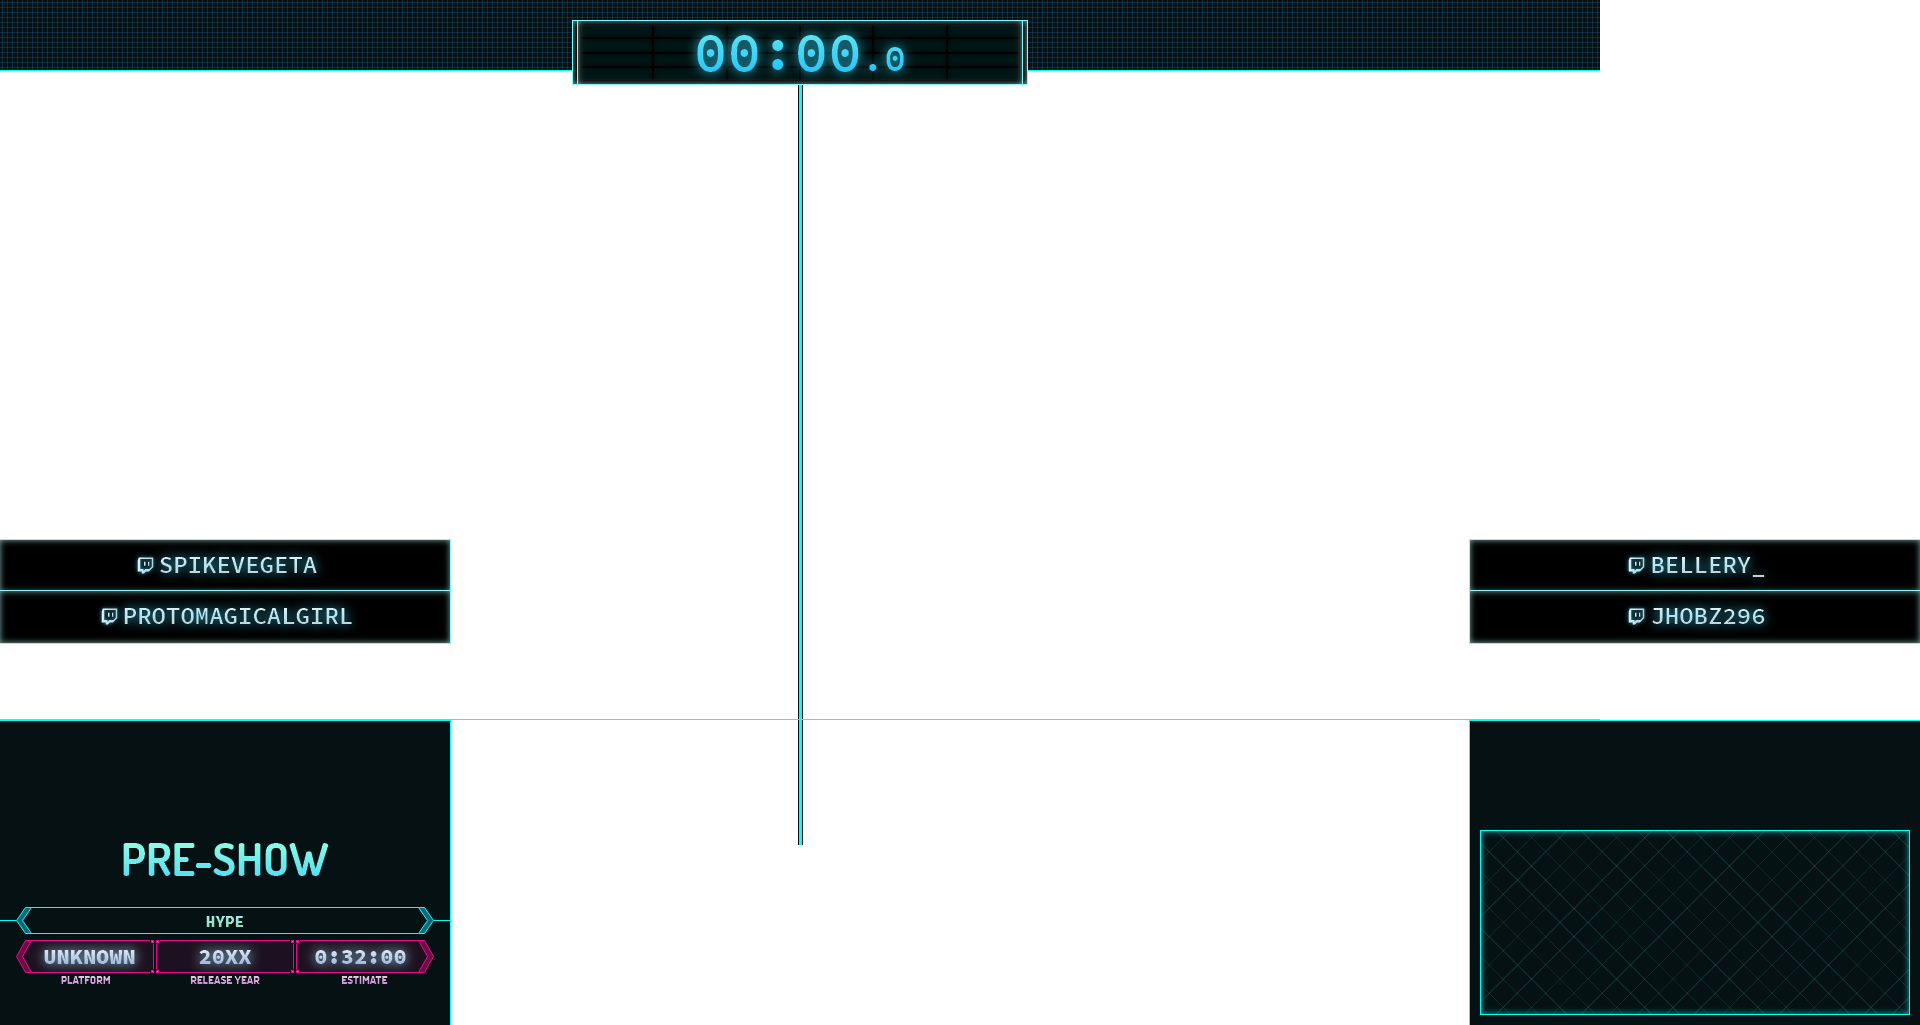 00:00.0
SPIKEVEGETA
PROTOMAGICALGIRL
BELLERY_
JHOBZ296
PRE-SHOW
HYPE
UNKNOWN 20XX 0:32:00
PLATFORM RELEASE YEAR ESTIMATE